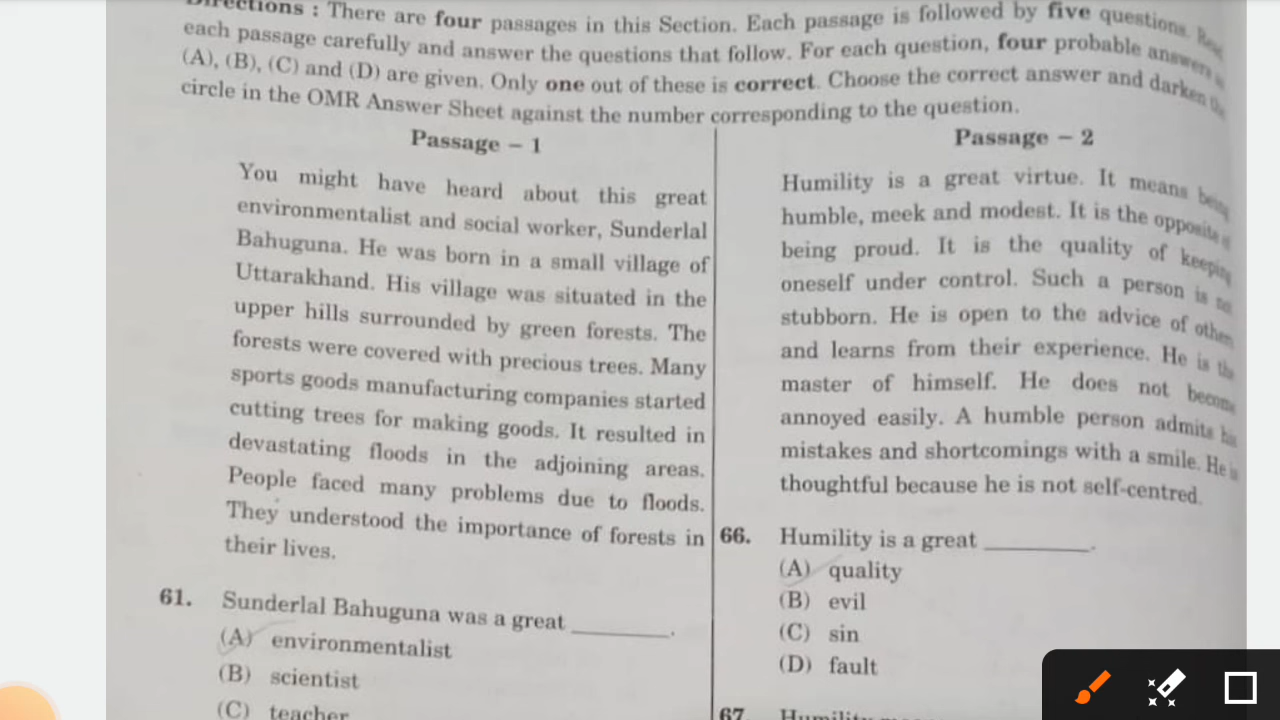 Directions : There are four passages in this Section. Each passage is followed by five questions. Read
each passage carefully and answer the questions that follow. For each question, four probable answers
(A), (B), (C) and (D) are given. Only one out of these is correct. Choose the correct answer and darken the
circle in the OMR Answer Sheet against the number corresponding to the question.
Passage – 1
You might have heard about this great
environmentalist and social worker, Sunderlal
Bahuguna. He was born in a small village of
Uttarakhand. His village was situated in the
upper hills surrounded by green forests. The
forests were covered with precious trees. Many
sports goods manufacturing companies started
cutting trees for making goods. It resulted in
devastating floods in the adjoining areas.
People faced many problems due to floods.
They understood the importance of forests in
their lives.
61. Sunderlal Bahuguna was a great ________.
(A) environmentalist
(B) scientist
(C) teacher
Passage – 2
Humility is a great virtue. It means being
humble, meek and modest. It is the opposite of
being proud. It is the quality of keeping
oneself under control. Such a person is not
stubborn. He is open to the advice of others
and learns from their experience. He is the
master of himself. He does not become
annoyed easily. A humble person admits his
mistakes and shortcomings with a smile. He is
thoughtful because he is not self-centred.
66. Humility is a great ________.
(A) quality
(B) evil
(C) sin
(D) fault
67. Humility